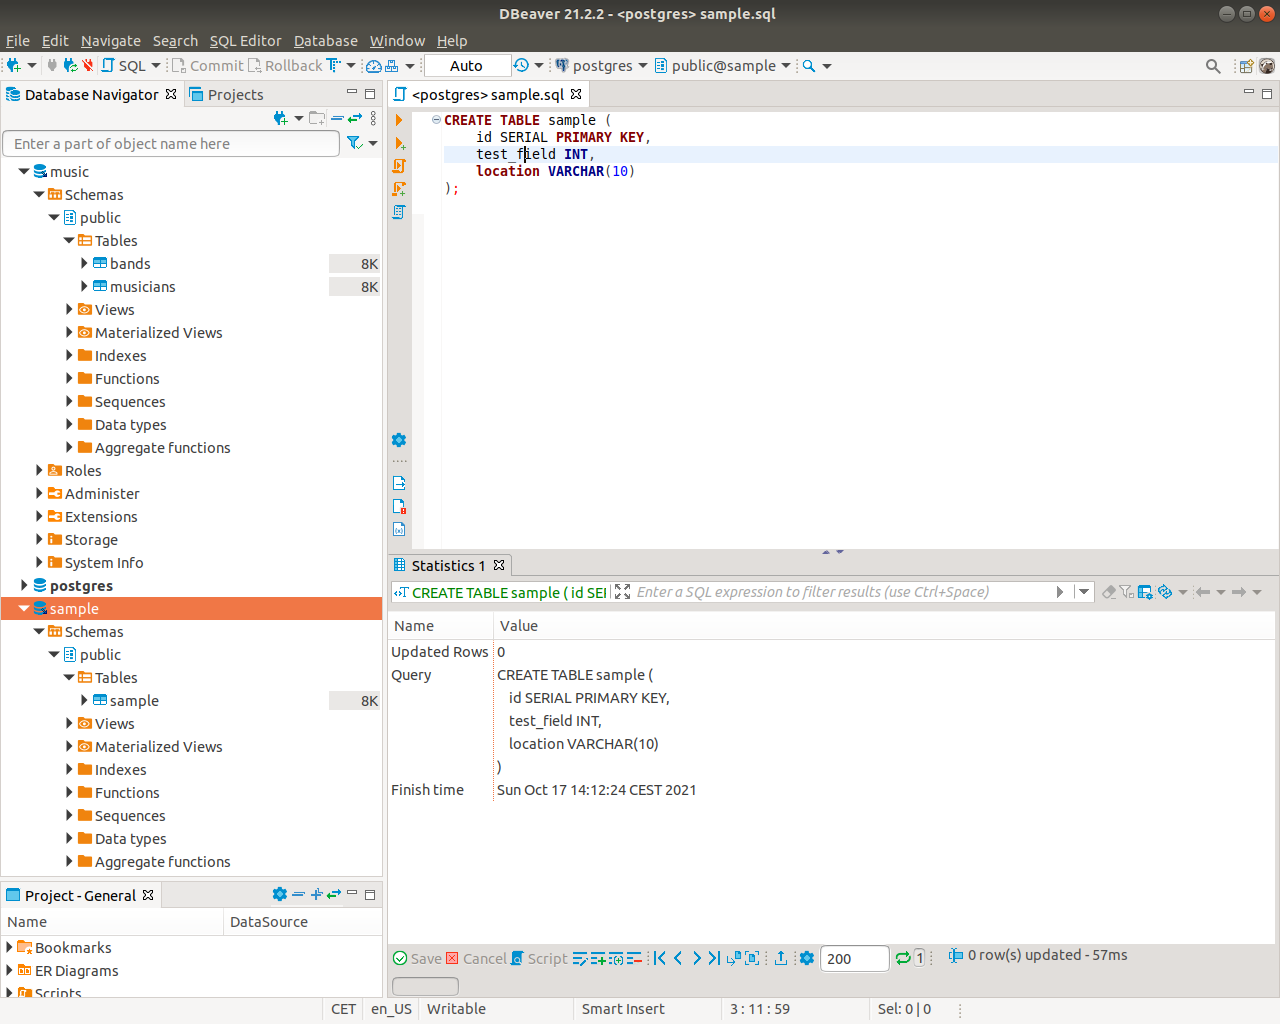 DBeaver 21.2.2 - <postgres> sample.sql
File Edit Navigate Search SQL Editor Database Window Help
SQL Commit Rollback Auto postgres public@sample
Database Navigator Projects
Enter a part of object name here
music
Schemas
public
Tables
bands 8K
musicians 8K
Views
Materialized Views
Indexes
Functions
Sequences
Data types
Aggregate functions
Roles
Administer
Extensions
Storage
System Info
postgres
sample
Schemas
public
Tables
sample 8K
Views
Materialized Views
Indexes
Functions
Sequences
Data types
Aggregate functions
Project - General
Name DataSource
Bookmarks
ER Diagrams
Scripts
<postgres> sample.sql
CREATE TABLE sample (
id SERIAL PRIMARY KEY,
test_field INT,
location VARCHAR(10)
);
Statistics 1
CREATE TABLE sample ( id SEI Enter a SQL expression to filter results (use Ctrl+Space)
Name Value
Updated Rows 0
Query CREATE TABLE sample (
id SERIAL PRIMARY KEY,
test_field INT,
location VARCHAR(10)
)
Finish time Sun Oct 17 14:12:24 CEST 2021
Save Cancel Script 200 1 0 row(s) updated - 57ms
CET en_US Writable Smart Insert 3 : 11 : 59 Sel: 0 | 0